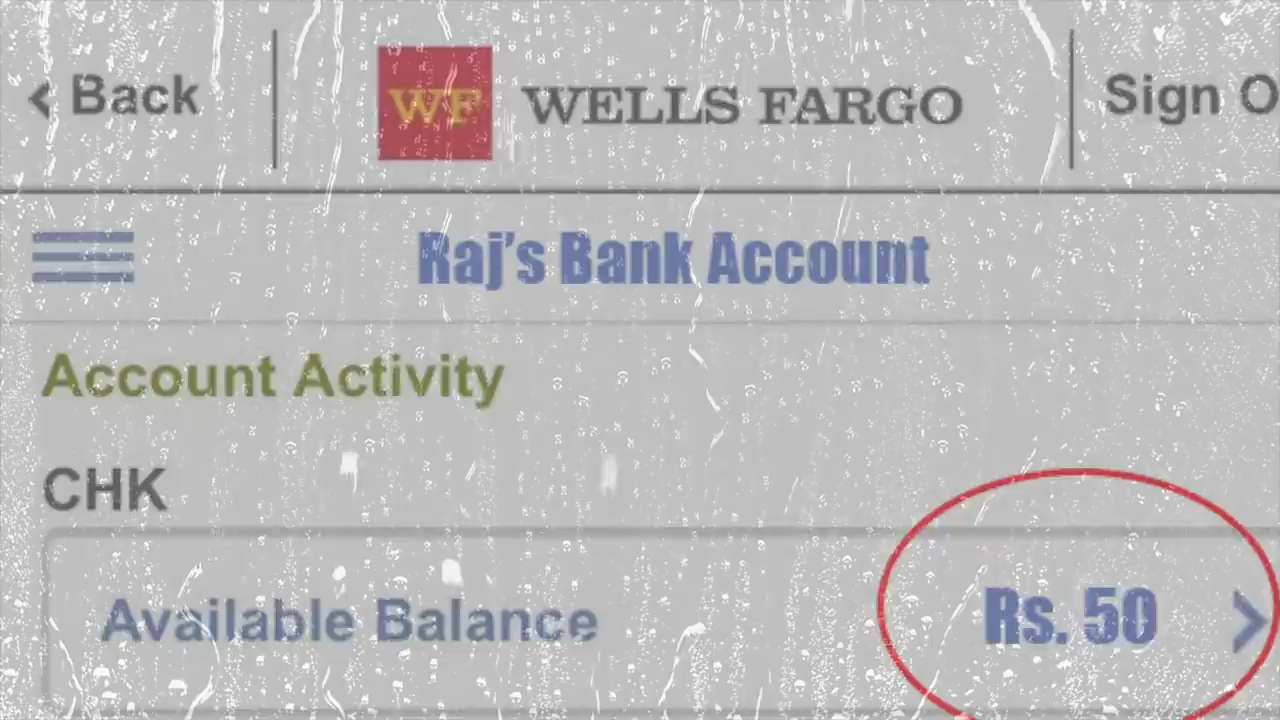 Back
WF
WELLS FARGO
Sign O
Raj's Bank Account
Account Activity
CHK
Available Balance
Rs. 50